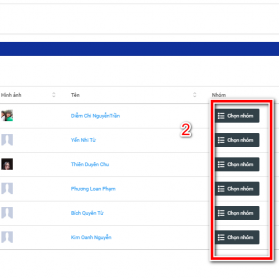 Hình ảnh Tên Nhóm
Diễm Chi NguyễnTrần Chọn nhóm
2
Yến Nhi Từ Chọn nhóm
Thiên Duyên Chu Chọn nhóm
Phương Loan Phạm Chọn nhóm
Bích Quyên Từ Chọn nhóm
Kim Oanh Nguyễn Chọn nhóm